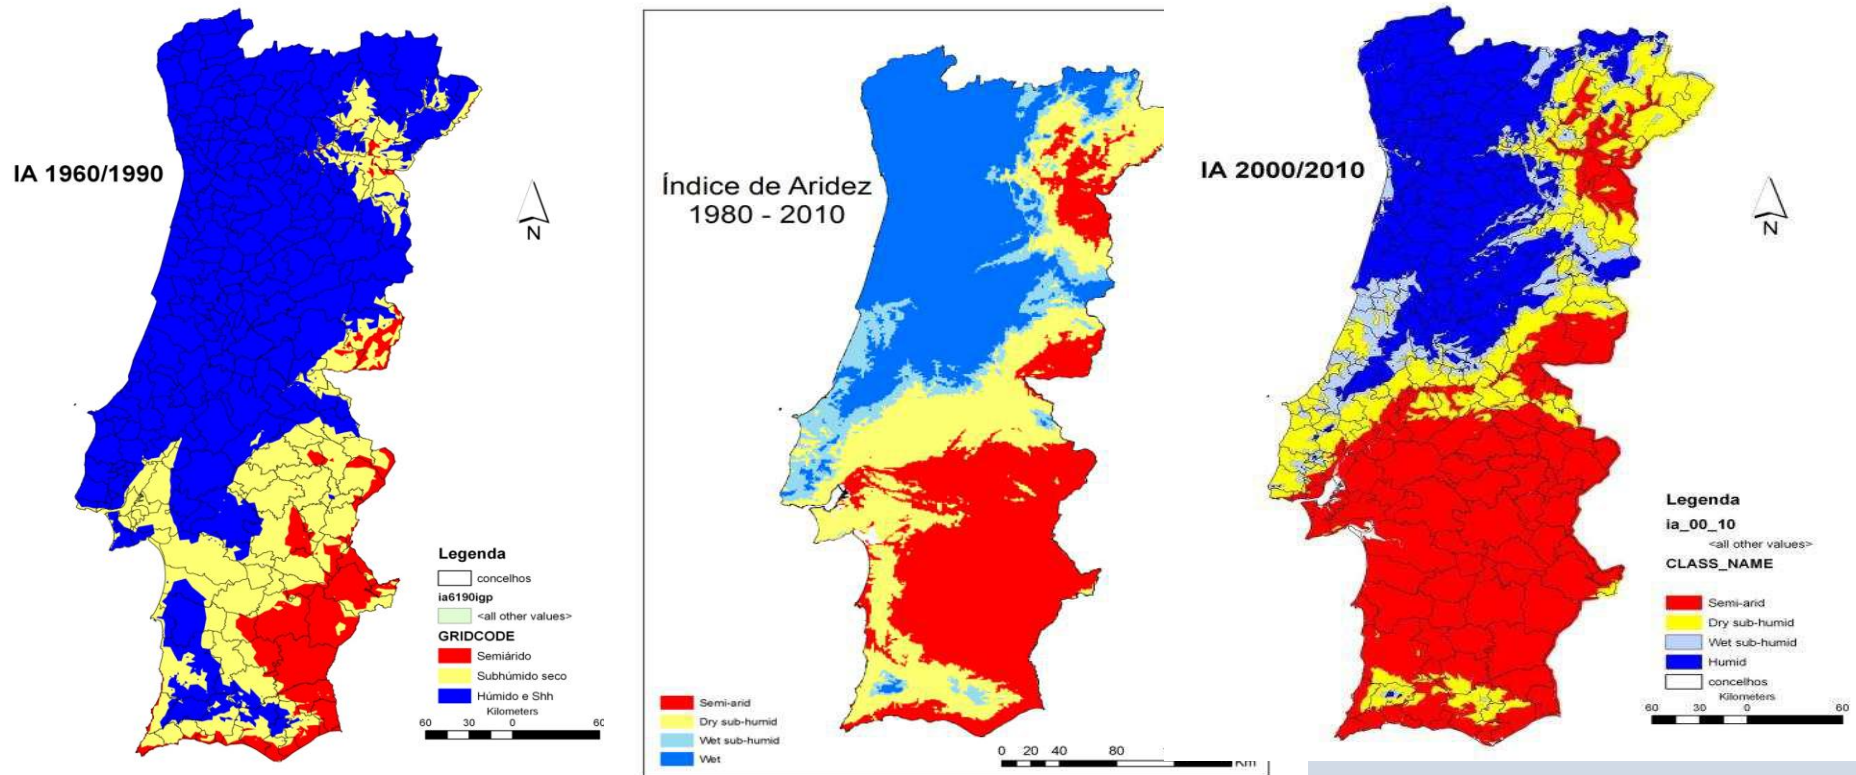 IA 1960/1990
N
Legenda
concelhos
ia6190igp
<all other values>
GRIDCODE
Semiárido
Subhúmido seco
Húmido e Shh
Kilometers
60 30 0 60
Índice de Aridez
1980 - 2010
Semi-arid
Dry sub-humid
Wet sub-humid
Wet
0 20 40 80
Km
IA 2000/2010
N
Legenda
ia_00_10
<all other values>
CLASS_NAME
Semi-arid
Dry sub-humid
Wet sub-humid
Humid
concelhos
Kilometers
60 30 0 60